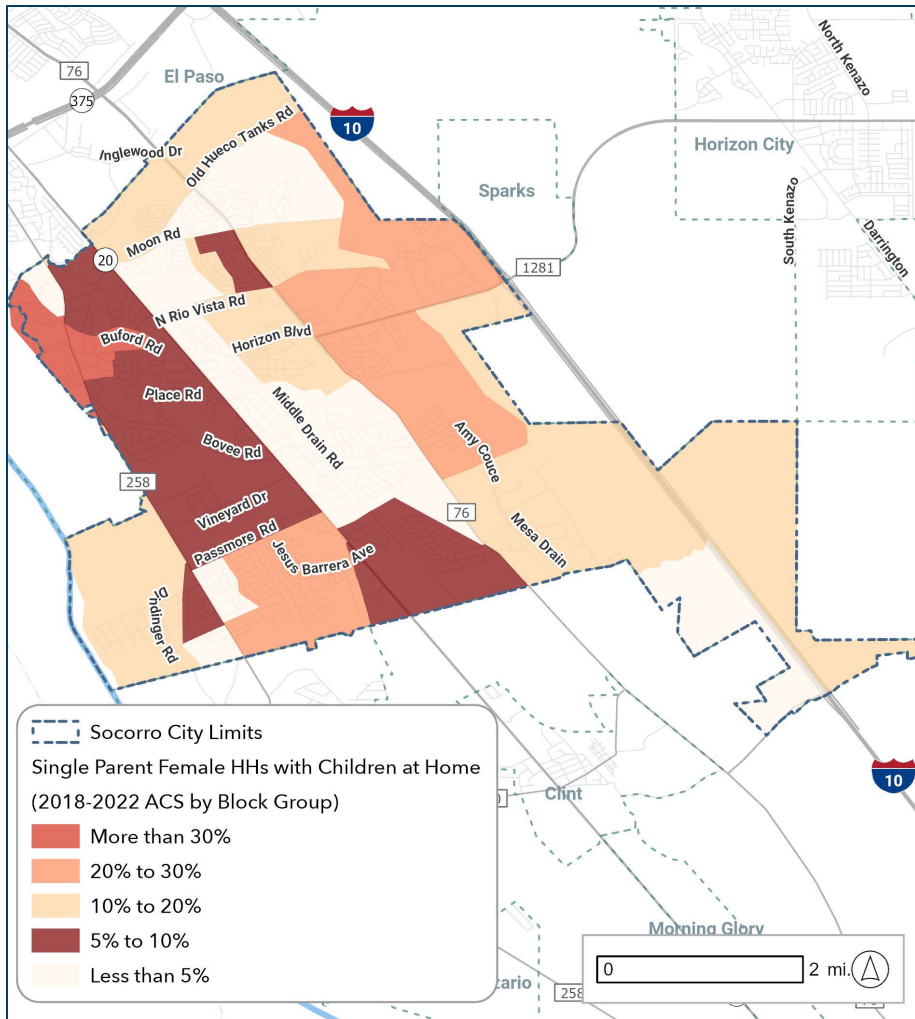 76
El Paso
375
10
Inglewood Dr
Old Hueco Tanks Rd
North Kenazo
Horizon City
Sparks
South Kenazo
Darrington
Moon Rd
20
1281
N Rio Vista Rd
Buford Rd
Horizon Blvd
Place Rd
Middle Drain Rd
Bovee Rd
Amy Couce
258
Vineyard Dr
76
Passmore Rd
Jesus Barrera Ave
Mesa Drain
Dindinger Rd
10
Clint
Morning Glory
258
Socorro City Limits
Single Parent Female HHs with Children at Home
(2018-2022 ACS by Block Group)
More than 30%
20% to 30%
10% to 20%
5% to 10%
Less than 5%
0 2 mi.